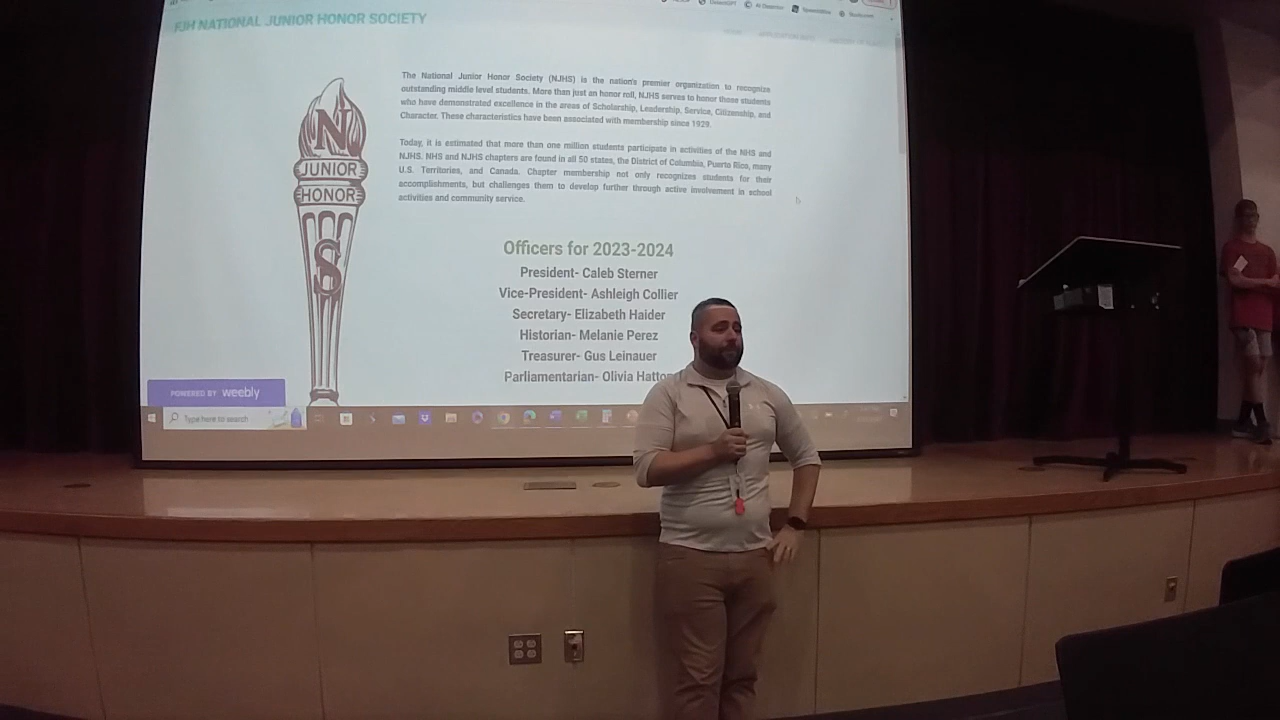 FJH NATIONAL JUNIOR HONOR SOCIETY
The National Junior Honor Society (NJHS) is the nation's premier organization to recognize
outstanding middle level students. More than just an honor roll, NJHS serves to honor those students
who have demonstrated excellence in the areas of Scholarship, Leadership, Service, Citizenship, and
Character. These characteristics have been associated with membership since 1929.
Today, it is estimated that more than one million students participate in activities of the NHS and
NJHS. NHS and NJHS chapters are found in all 50 states, the District of Columbia, Puerto Rico, many
U.S. Territories, and Canada. Chapter membership not only recognizes students for their
accomplishments, but challenges them to develop further through active involvement in school
activities and community service.
N
JUNIOR
HONOR
S
Officers for 2023-2024
President- Caleb Sterner
Vice-President- Ashleigh Collier
Secretary- Elizabeth Haider
Historian- Melanie Perez
Treasurer- Gus Leinauer
Parliamentarian- Olivia Hatton
POWERED BY weebly
Type here to search